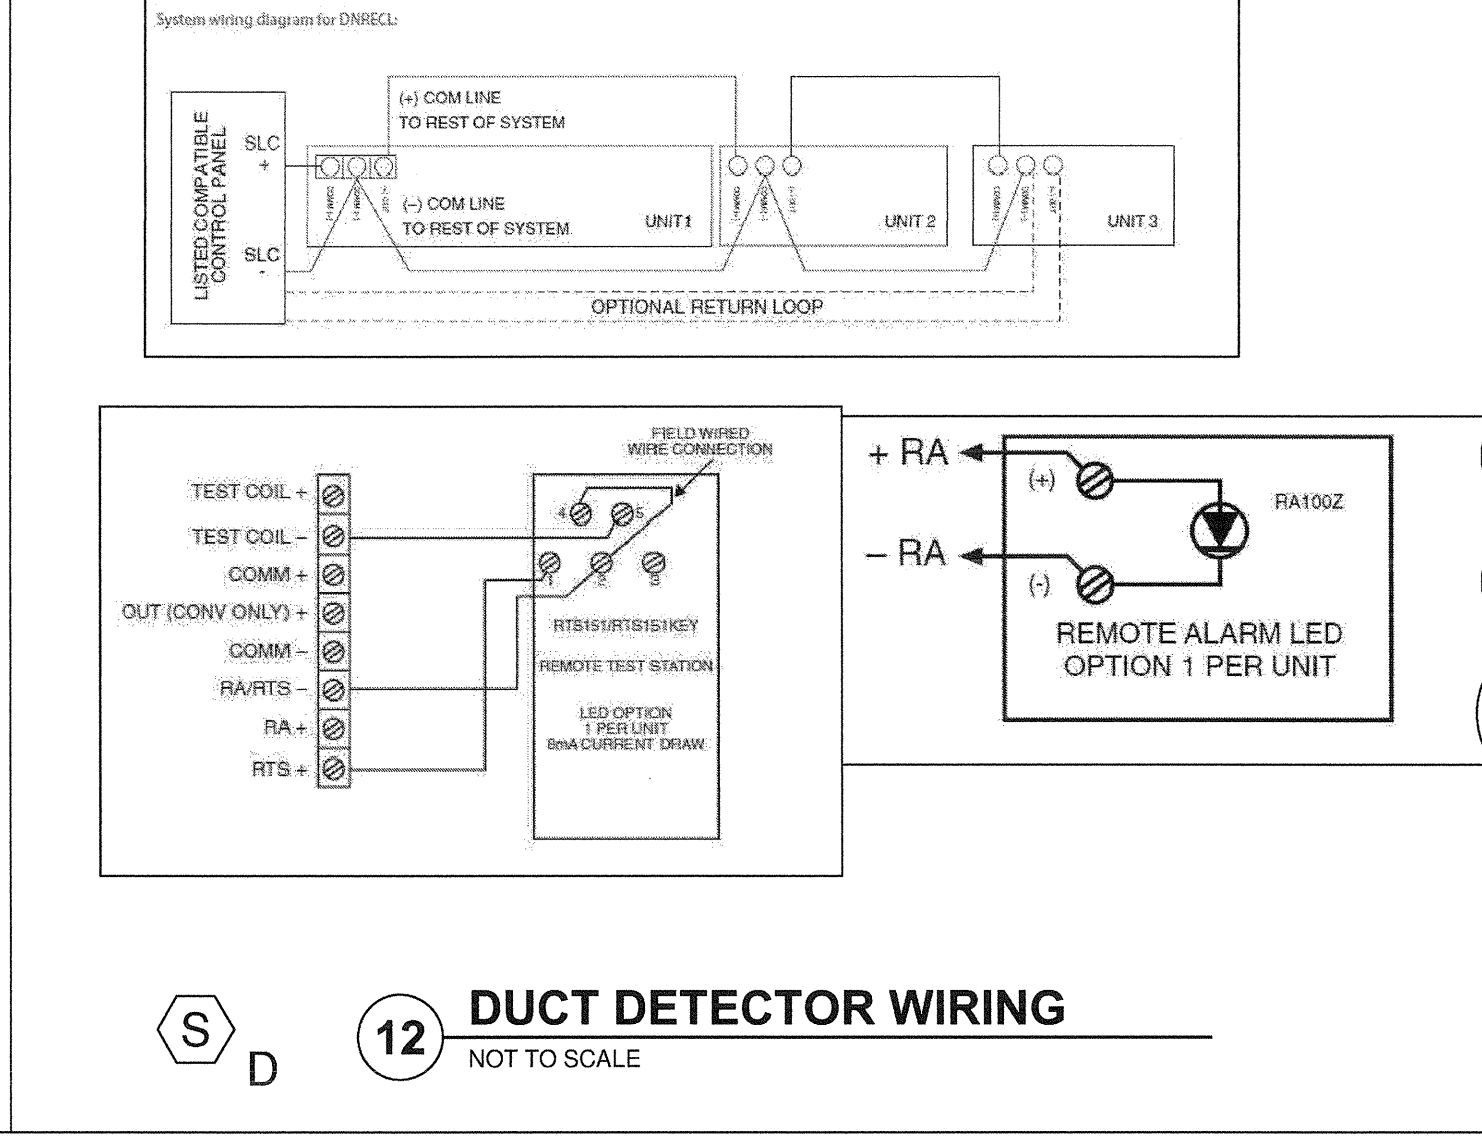 System wiring diagram for DNRECL:
LISTED COMPATIBLE
CONTROL PANEL
SLC
+
SLC
-
(+) COM LINE
TO REST OF SYSTEM
(–) COM LINE
TO REST OF SYSTEM
UNIT1
UNIT 2
UNIT 3
OPTIONAL RETURN LOOP
TEST COIL +
TEST COIL –
COMM +
OUT (CONV ONLY) +
COMM –
RA/RTS –
RA +
RTS +
FIELD WIRED
WIRE CONNECTION
4 5
1 2 3
RTS151/RTS151KEY
REMOTE TEST STATION
LED OPTION
1 PER UNIT
8mA CURRENT DRAW
+ RA
(+)
RA100Z
– RA
(-)
REMOTE ALARM LED
OPTION 1 PER UNIT
S
D
12
DUCT DETECTOR WIRING
NOT TO SCALE